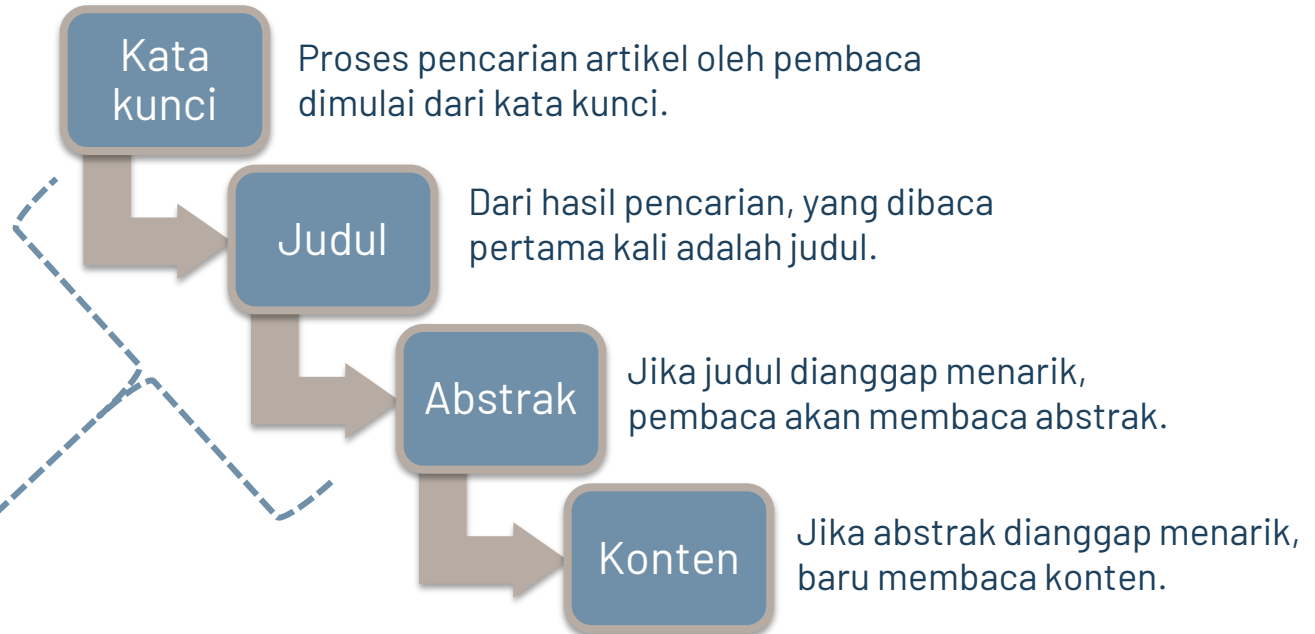 Kata
kunci
Proses pencarian artikel oleh pembaca
dimulai dari kata kunci.
Judul
Dari hasil pencarian, yang dibaca
pertama kali adalah judul.
Abstrak
Jika judul dianggap menarik,
pembaca akan membaca abstrak.
Konten
Jika abstrak dianggap menarik,
baru membaca konten.